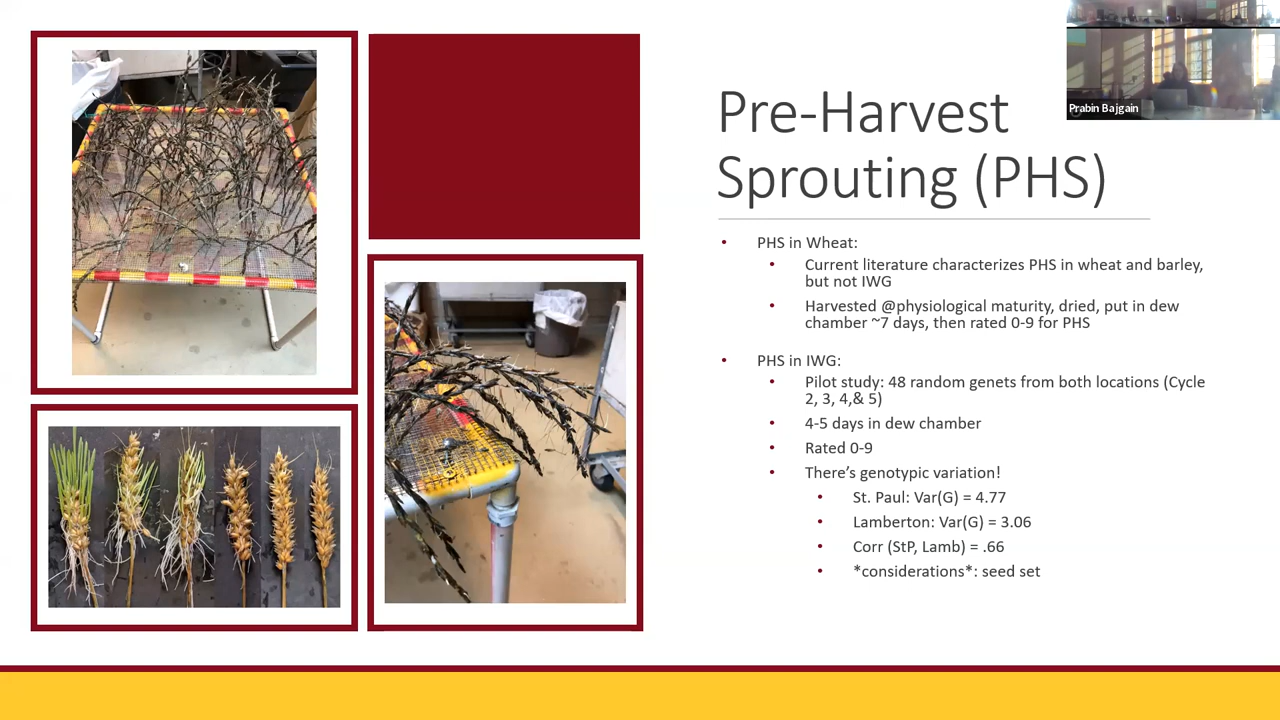 Pre-Harvest
Sprouting (PHS)
Prabin Bajgain
• PHS in Wheat:
• Current literature characterizes PHS in wheat and barley,
but not IWG
• Harvested @physiological maturity, dried, put in dew
chamber ~7 days, then rated 0-9 for PHS
• PHS in IWG:
• Pilot study: 48 random genets from both locations (Cycle
2, 3, 4,& 5)
• 4-5 days in dew chamber
• Rated 0-9
• There's genotypic variation!
• St. Paul: Var(G) = 4.77
• Lamberton: Var(G) = 3.06
• Corr (StP, Lamb) = .66
• *considerations*: seed set